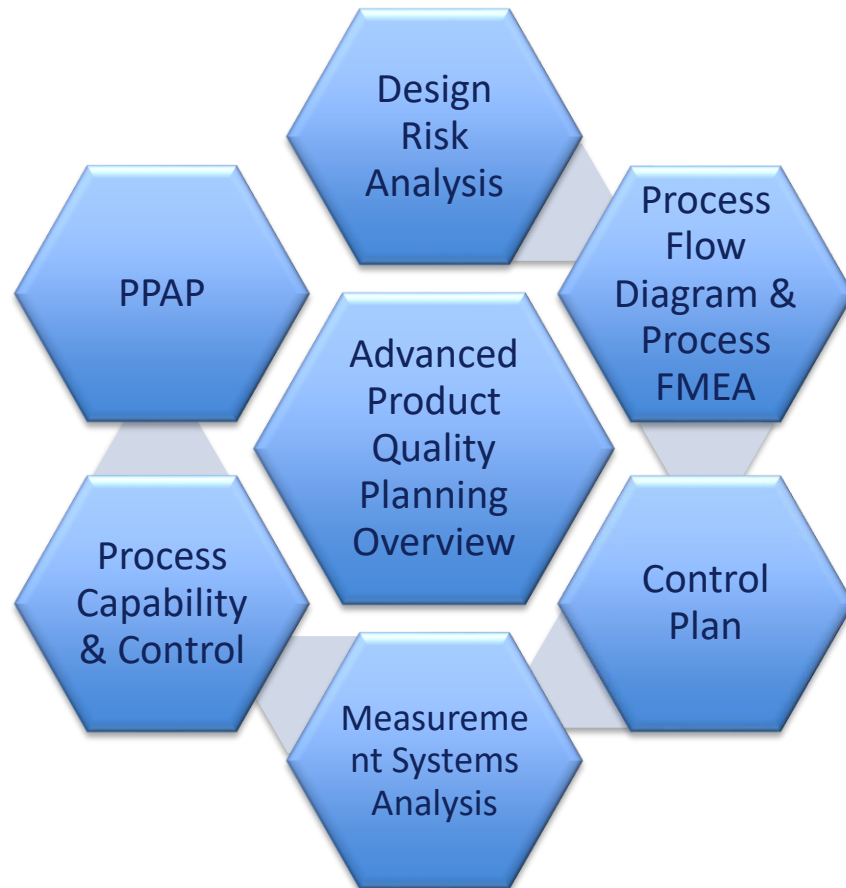 Design
Risk
Analysis
Process
Flow
Diagram &
Process
FMEA
Control
Plan
Measureme
nt Systems
Analysis
Process
Capability
& Control
PPAP
Advanced
Product
Quality
Planning
Overview